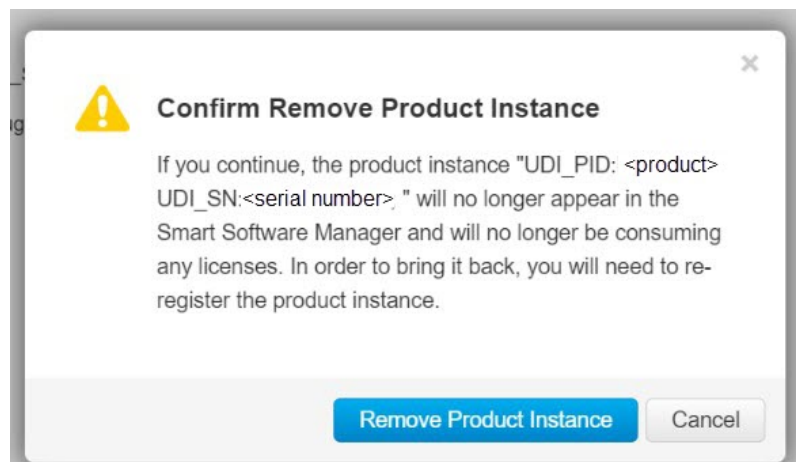 ×
Confirm Remove Product Instance
If you continue, the product instance "UDI_PID: <product>
UDI_SN:<serial number>, " will no longer appear in the
Smart Software Manager and will no longer be consuming
any licenses. In order to bring it back, you will need to re-
register the product instance.
Remove Product Instance
Cancel